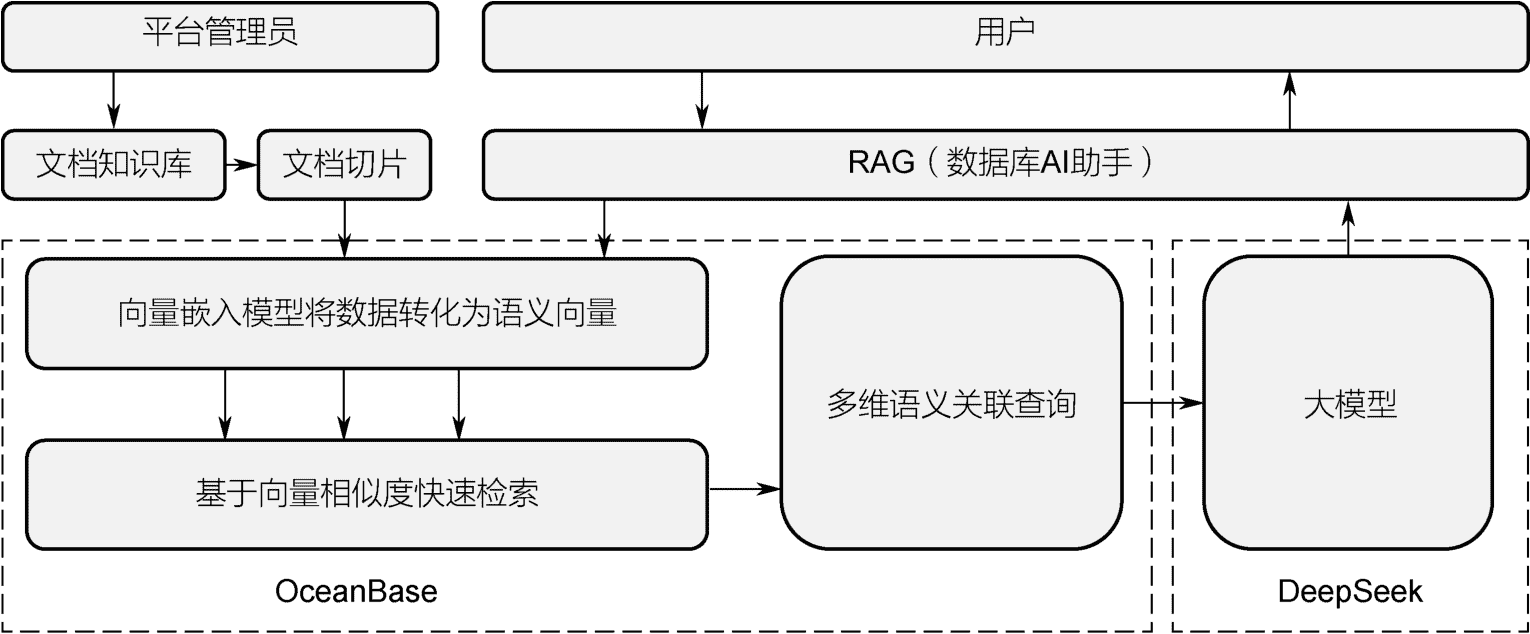 平台管理员
用户
文档知识库
文档切片
RAG（数据库AI助手）
向量嵌入模型将数据转化为语义向量
多维语义关联查询
大模型
基于向量相似度快速检索
OceanBase
DeepSeek